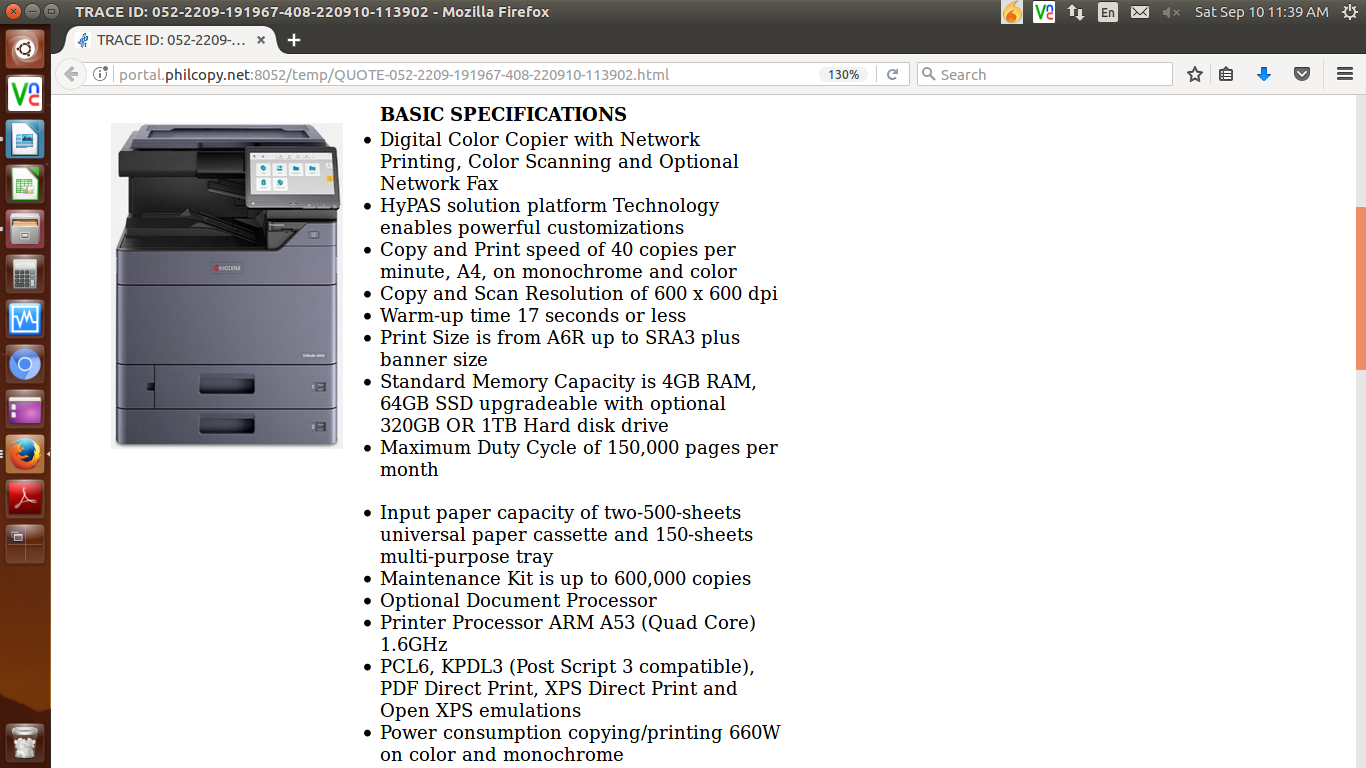 TRACE ID: 052-2209-191967-408-220910-113902 - Mozilla Firefox
En
Sat Sep 10 11:39 AM
TRACE ID: 052-2209-...
portal.philcopy.net:8052/temp/QUOTE-052-2209-191967-408-220910-113902.html
130%
Search
BASIC SPECIFICATIONS
Digital Color Copier with Network
Printing, Color Scanning and Optional
Network Fax
HyPAS solution platform Technology
enables powerful customizations
Copy and Print speed of 40 copies per
minute, A4, on monochrome and color
Copy and Scan Resolution of 600 x 600 dpi
Warm-up time 17 seconds or less
Print Size is from A6R up to SRA3 plus
banner size
Standard Memory Capacity is 4GB RAM,
64GB SSD upgradeable with optional
320GB OR 1TB Hard disk drive
Maximum Duty Cycle of 150,000 pages per
month
Input paper capacity of two-500-sheets
universal paper cassette and 150-sheets
multi-purpose tray
Maintenance Kit is up to 600,000 copies
Optional Document Processor
Printer Processor ARM A53 (Quad Core)
1.6GHz
PCL6, KPDL3 (Post Script 3 compatible),
PDF Direct Print, XPS Direct Print and
Open XPS emulations
Power consumption copying/printing 660W
on color and monochrome
KYOCERA